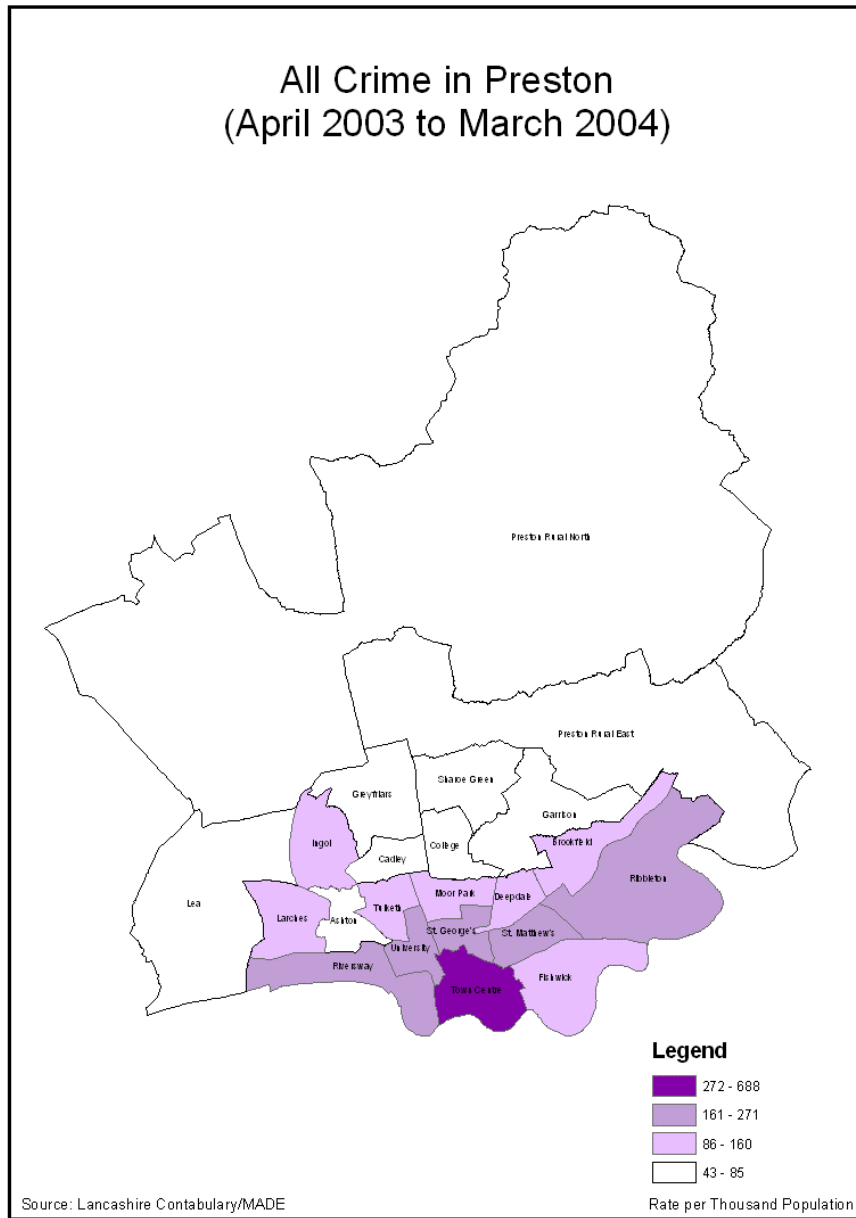 All Crime in Preston
(April 2003 to March 2004)
Preston Rural North
Preston Rural East
Sharoe Green
Greyfriars
Garrison
Ingol
College
Brookfield
Cadley
Ribbleton
Moor Park
Deepdale
Lea
Larches
Ashton
Tulketh
St. George's
St. Matthew's
University
Riversway
Fishwick
Town Centre
Legend
272 - 688
161 - 271
86 - 160
43 - 85
Source: Lancashire Contabulary/MADE
Rate per Thousand Population